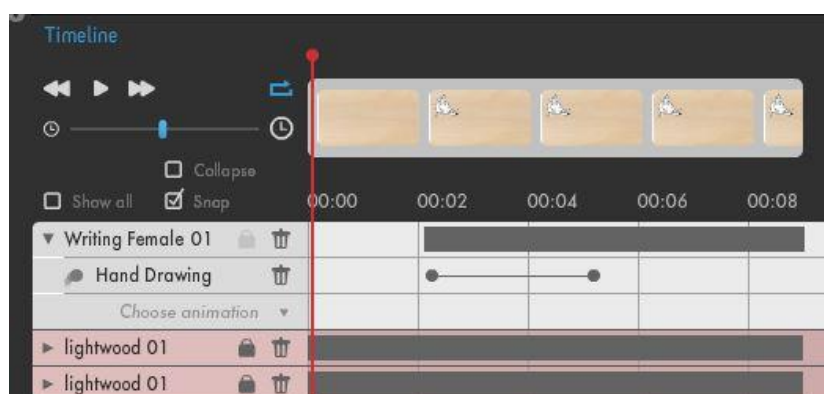 Timeline
Collapse
Show all Snap 00:00 00:02 00:04 00:06 00:08
Writing Female 01
Hand Drawing
Choose animation
lightwood 01
lightwood 01